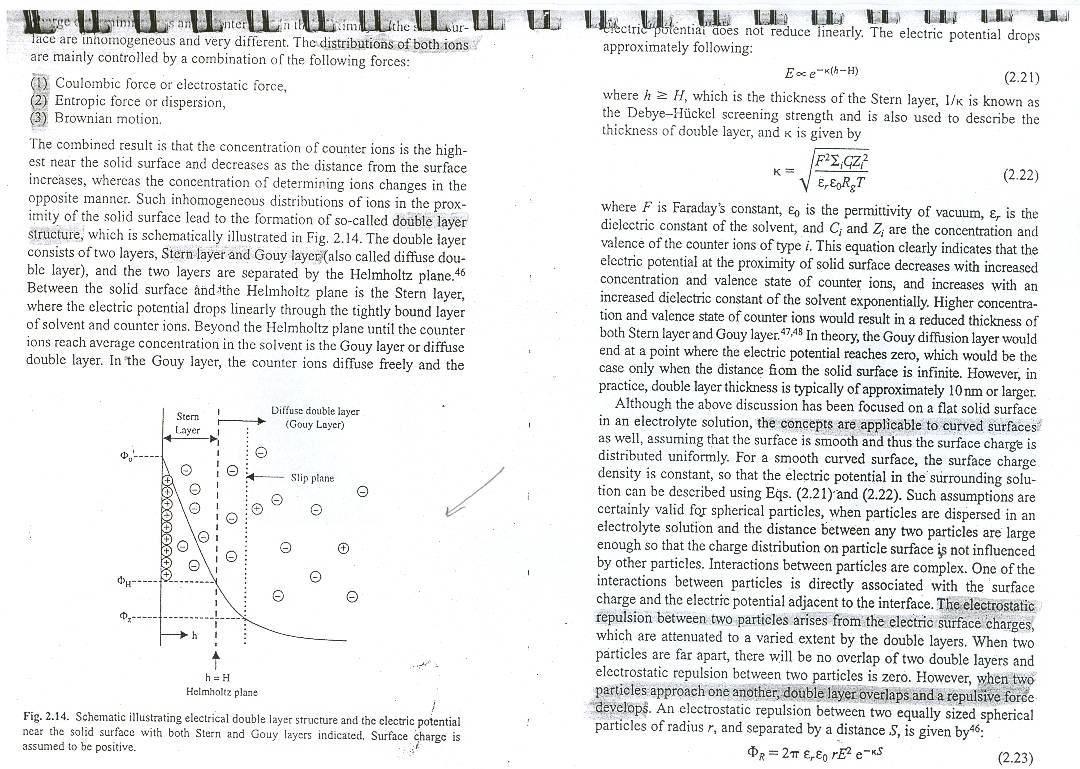 face are inhomogeneous and very different. The distributions of both ions
are mainly controlled by a combination of the following forces:
(1) Coulombic force or electrostatic force,
(2) Entropic force or dispersion,
(3) Brownian motion.
The combined result is that the concentration of counter ions is the high-
est near the solid surface and decreases as the distance from the surface
increases, whereas the concentration of determining ions changes in the
opposite manner. Such inhomogeneous distributions of ions in the prox-
imity of the solid surface lead to the formation of so-called double layer
structure, which is schematically illustrated in Fig. 2.14. The double layer
consists of two layers, Stern layer and Gouy layer (also called diffuse dou-
ble layer), and the two layers are separated by the Helmholtz plane.46
Between the solid surface and the Helmholtz plane is the Stern layer,
where the electric potential drops linearly through the tightly bound layer
of solvent and counter ions. Beyond the Helmholtz plane until the counter
ions reach average concentration in the solvent is the Gouy layer or diffuse
double layer. In the Gouy layer, the counter ions diffuse freely and the
Stern
Layer
Diffuse double layer
(Gouy Layer)
Slip plane
Φ₀
Φ_H
Φ_z
h
h = H
Helmholtz plane
Fig. 2.14. Schematic illustrating electrical double layer structure and the electric potential
near the solid surface with both Stern and Gouy layers indicated. Surface charge is
assumed to be positive.
electric potential does not reduce linearly. The electric potential drops
approximately following:
E ∝ e^−κ(h−H) (2.21)
where h ≥ H, which is the thickness of the Stern layer, 1/κ is known as
the Debye–Hückel screening strength and is also used to describe the
thickness of double layer, and κ is given by
κ = √(F²Σ_iC_iZ_i² / ε_rε₀R_gT) (2.22)
where F is Faraday's constant, ε₀ is the permittivity of vacuum, ε_r is the
dielectric constant of the solvent, and C_i and Z_i are the concentration and
valence of the counter ions of type i. This equation clearly indicates that the
electric potential at the proximity of solid surface decreases with increased
concentration and valence state of counter ions, and increases with an
increased dielectric constant of the solvent exponentially. Higher concentra-
tion and valence state of counter ions would result in a reduced thickness of
both Stern layer and Gouy layer.47,48 In theory, the Gouy diffusion layer would
end at a point where the electric potential reaches zero, which would be the
case only when the distance from the solid surface is infinite. However, in
practice, double layer thickness is typically of approximately 10 nm or larger.
Although the above discussion has been focused on a flat solid surface
in an electrolyte solution, the concepts are applicable to curved surfaces
as well, assuming that the surface is smooth and thus the surface charge is
distributed uniformly. For a smooth curved surface, the surface charge
density is constant, so that the electric potential in the surrounding solu-
tion can be described using Eqs. (2.21) and (2.22). Such assumptions are
certainly valid for spherical particles, when particles are dispersed in an
electrolyte solution and the distance between any two particles are large
enough so that the charge distribution on particle surface is not influenced
by other particles. Interactions between particles are complex. One of the
interactions between particles is directly associated with the surface
charge and the electric potential adjacent to the interface. The electrostatic
repulsion between two particles arises from the electric surface charges,
which are attenuated to a varied extent by the double layers. When two
particles are far apart, there will be no overlap of two double layers and
electrostatic repulsion between two particles is zero. However, when two
particles approach one another, double layer overlaps and a repulsive force
develops. An electrostatic repulsion between two equally sized spherical
particles of radius r, and separated by a distance S, is given by46:
Φ_R = 2π ε_rε₀ rE² e^−κS (2.23)